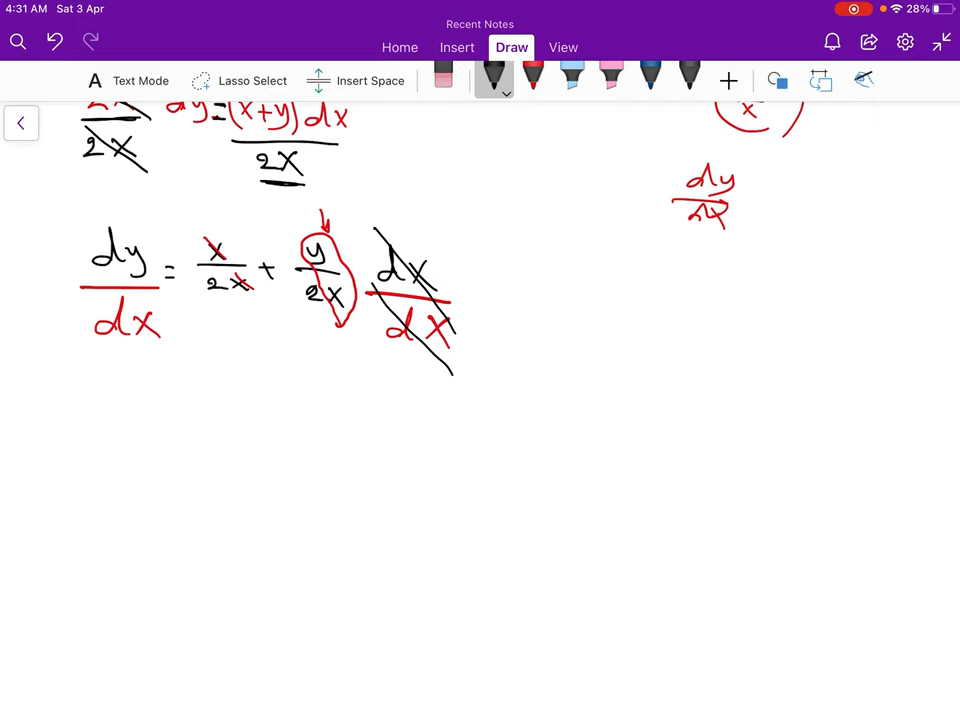 4:31 AM Sat 3 Apr
28%
Recent Notes
Home Insert Draw View
A Text Mode Lasso Select Insert Space
dy=(x+y)dx
2x 2x
x
dy
dx
dy = x + y dx
dx 2x 2x dx